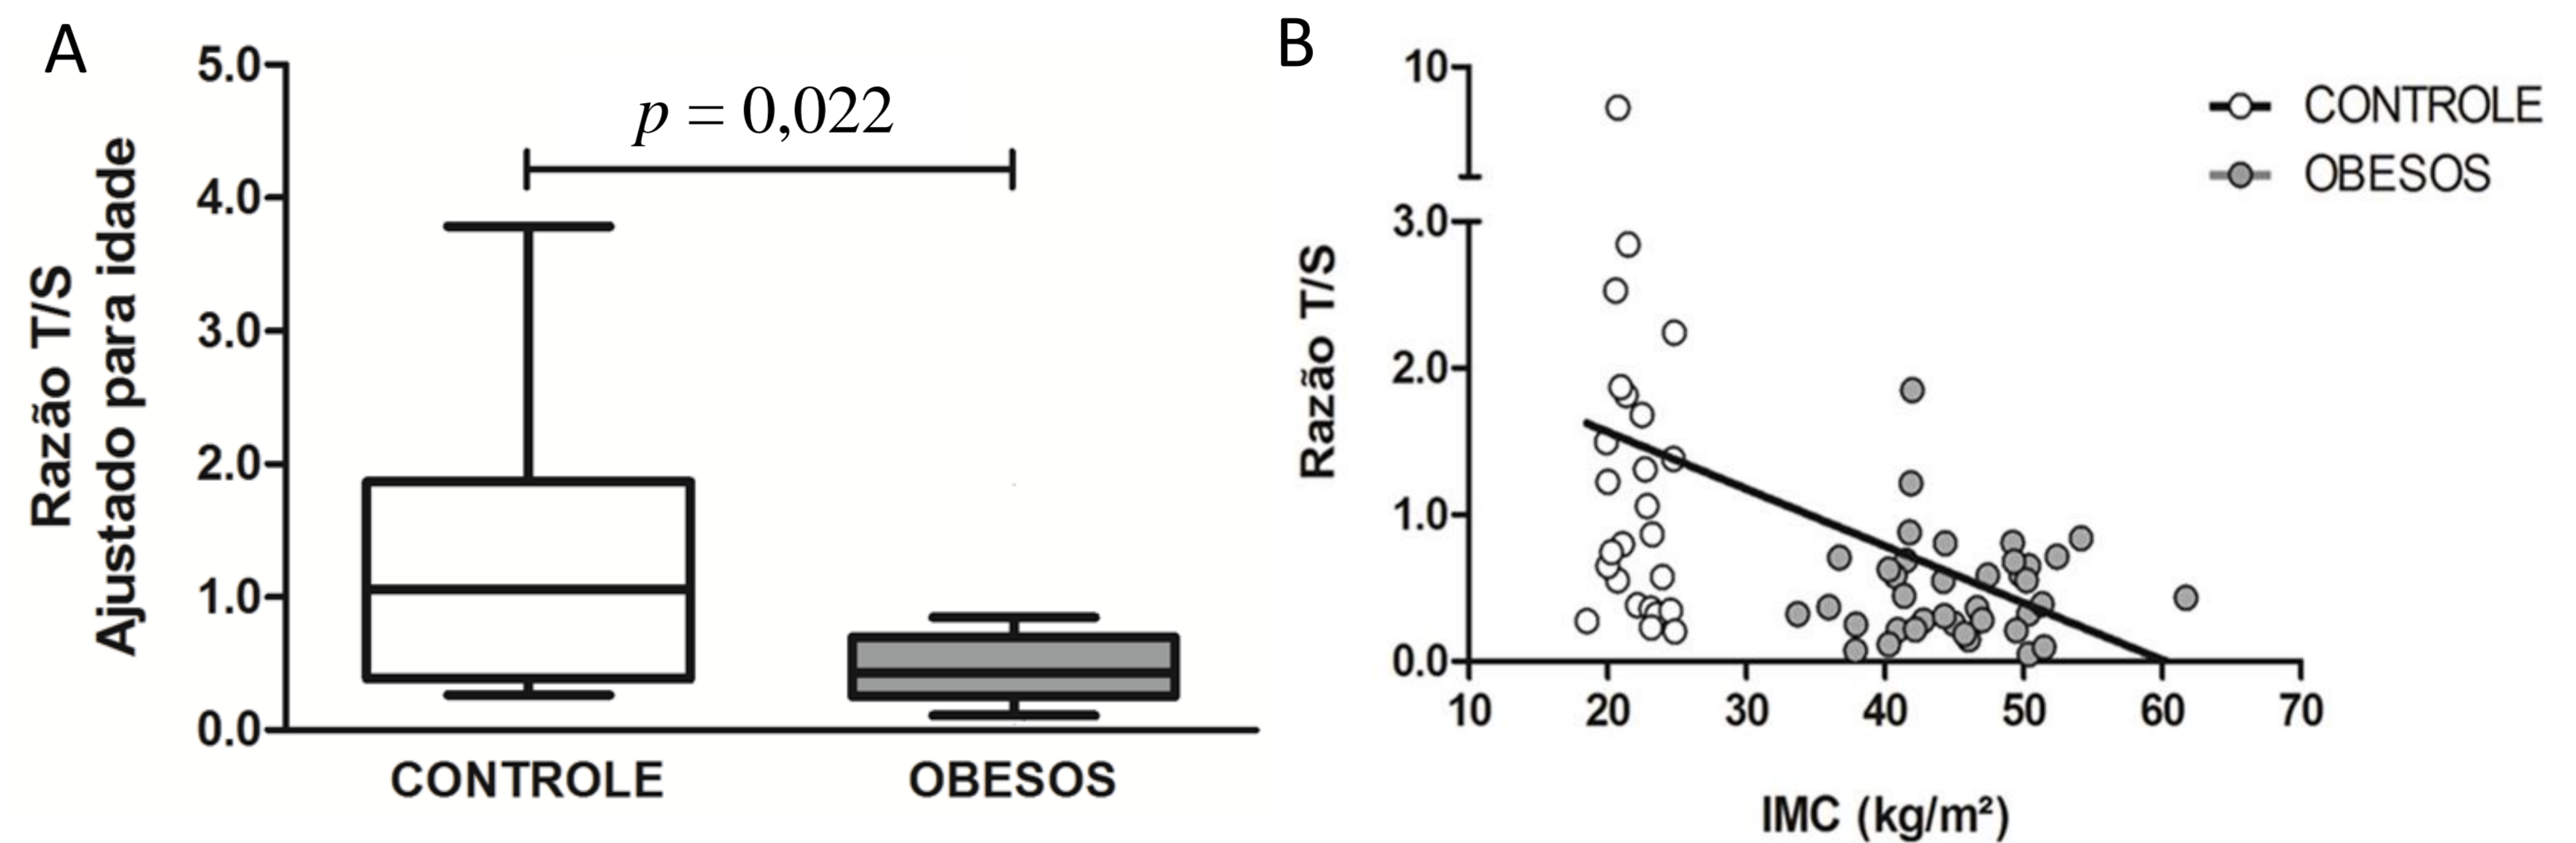 A
Razão T/S
Ajustado para idade
5.0
4.0
3.0
2.0
1.0
0.0
p = 0,022
CONTROLE
OBESOS
B
Razão T/S
10
3.0
2.0
1.0
0.0
10 20 30 40 50 60 70
IMC (kg/m²)
CONTROLE
OBESOS